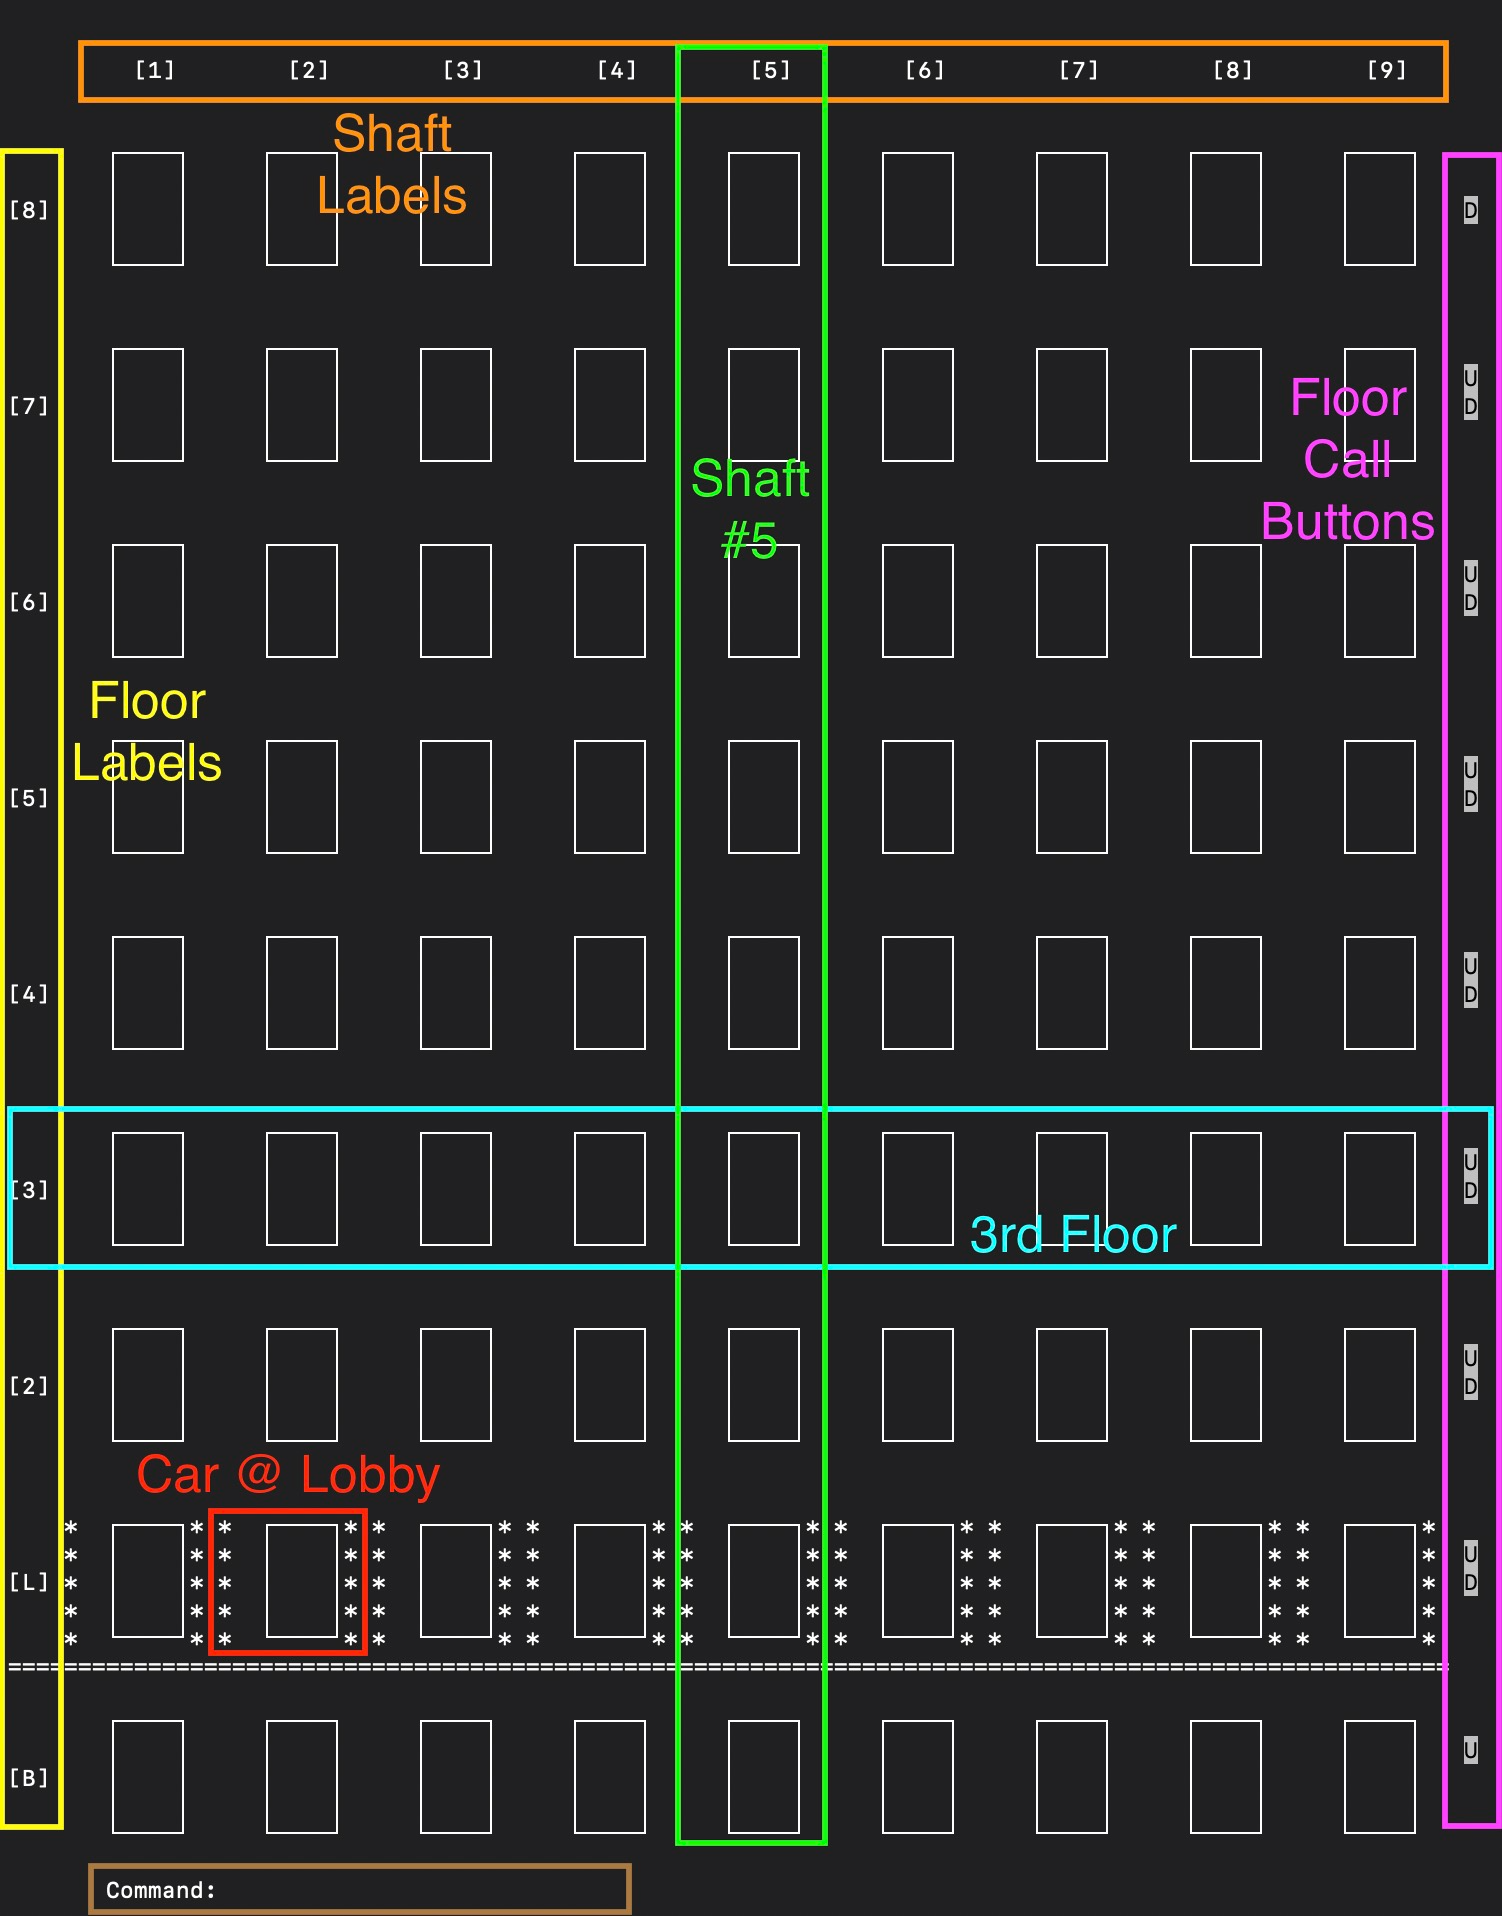 [1] [2] [3] [4] [5] [6] [7] [8] [9]
Shaft
Labels
[8] D
U
[7] D
Floor
Call
Buttons
Shaft
#5
U
[6] D
Floor
Labels
U
[5] D
U
[4] D
U
[3] D
3rd Floor
U
[2] D
Car @ Lobby
* * * * * * * * * * * * * * * * * *
* * * * * * * * * * * * * * * * * * U
[L] * * * * * * * * * * * * * * * * * * D
* * * * * * * * * * * * * * * * * *
* * * * * * * * * * * * * * * * * *
U
[B]
Command: